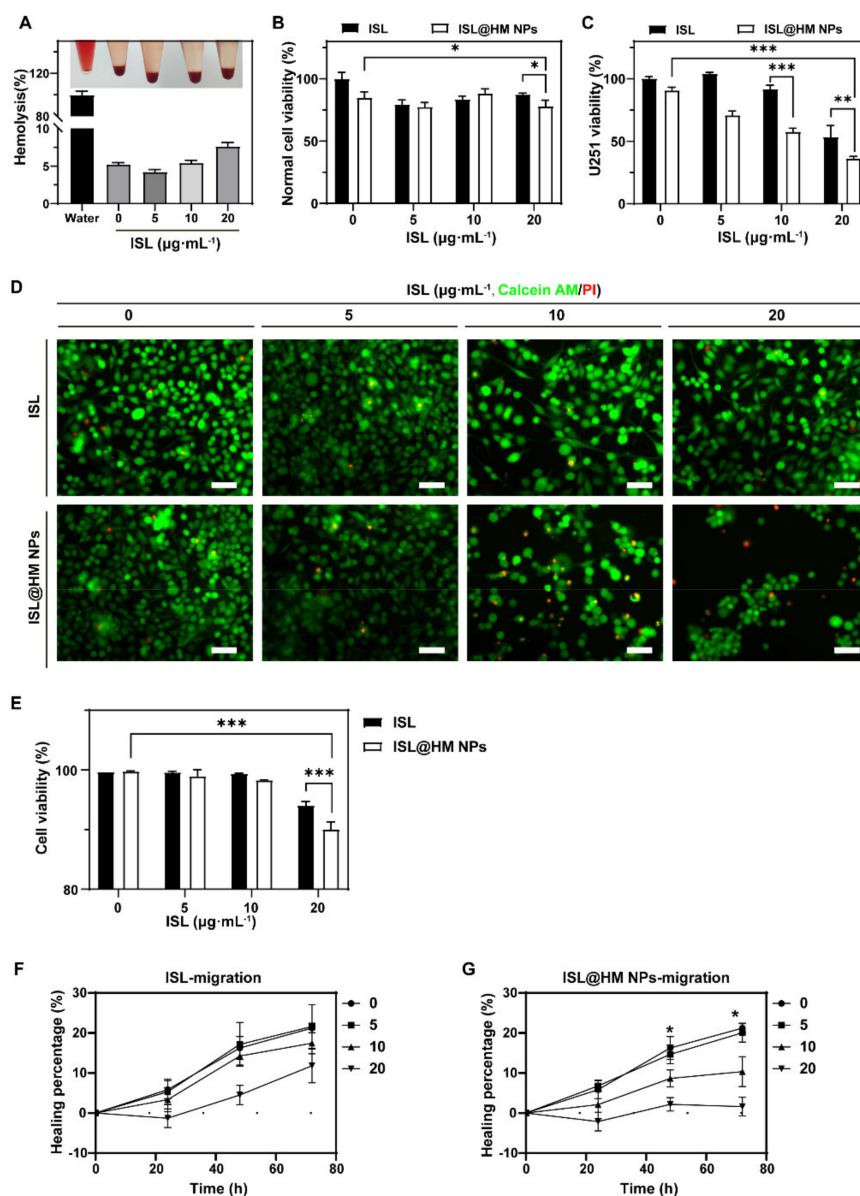 A
Hemolysis(%)
120
80
10
5
0
Water
0
5
10
20
ISL (μg·mL⁻¹)
B
ISL
ISL@HM NPs
Normal cell viability (%)
100
50
0
*
*
0
5
10
20
ISL (μg·mL⁻¹)
C
ISL
ISL@HM NPs
U251 viability (%)
100
50
0
***
***
**
0
5
10
20
ISL (μg·mL⁻¹)
D
ISL (μg·mL⁻¹, Calcein AM/PI)
0
5
10
20
ISL
ISL@HM NPs
E
Cell viability (%)
100
80
***
***
ISL
ISL@HM NPs
0
5
10
20
ISL (μg·mL⁻¹)
F
ISL-migration
Healing percentage (%)
30
20
10
0
-10
0
20
40
60
80
Time (h)
0
5
10
20
G
ISL@HM NPs-migration
Healing percentage (%)
30
20
10
0
-10
*
*
0
20
40
60
80
Time (h)
0
5
10
20